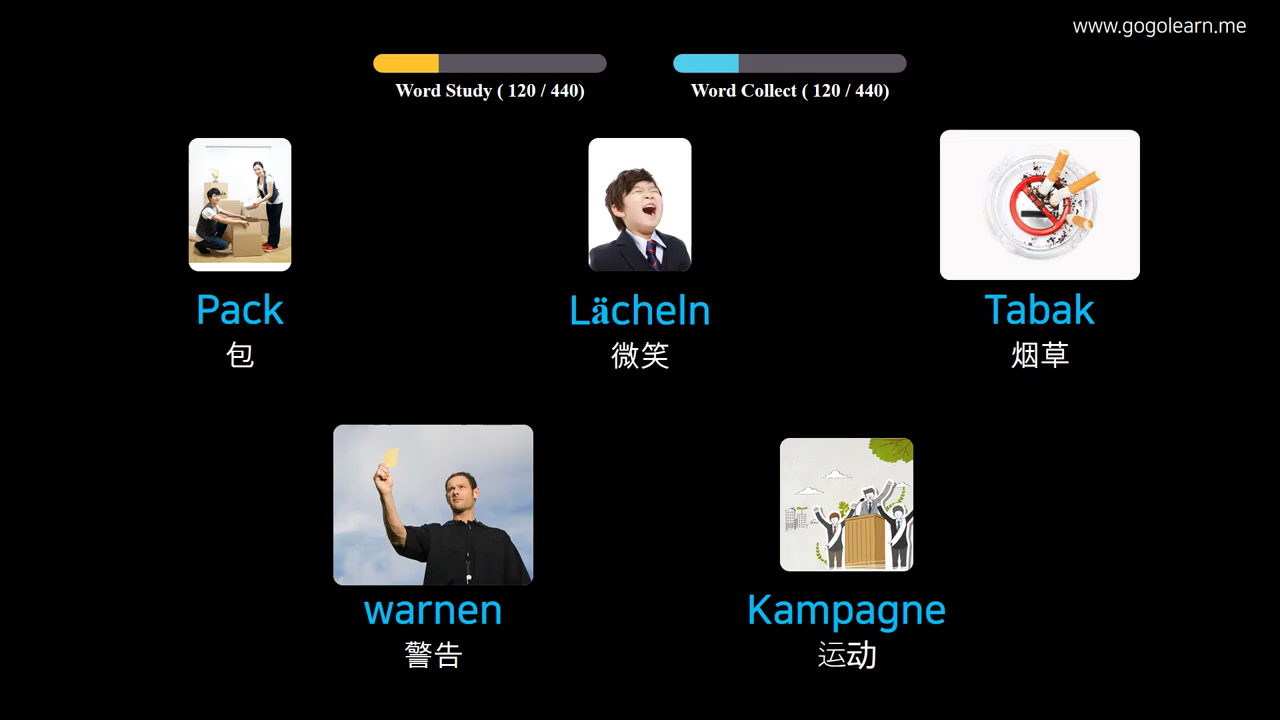 www.gogolearn.me
Word Study ( 120 / 440)
Word Collect ( 120 / 440)
Pack
包
Lächeln
微笑
Tabak
烟草
warnen
警告
Kampagne
运动